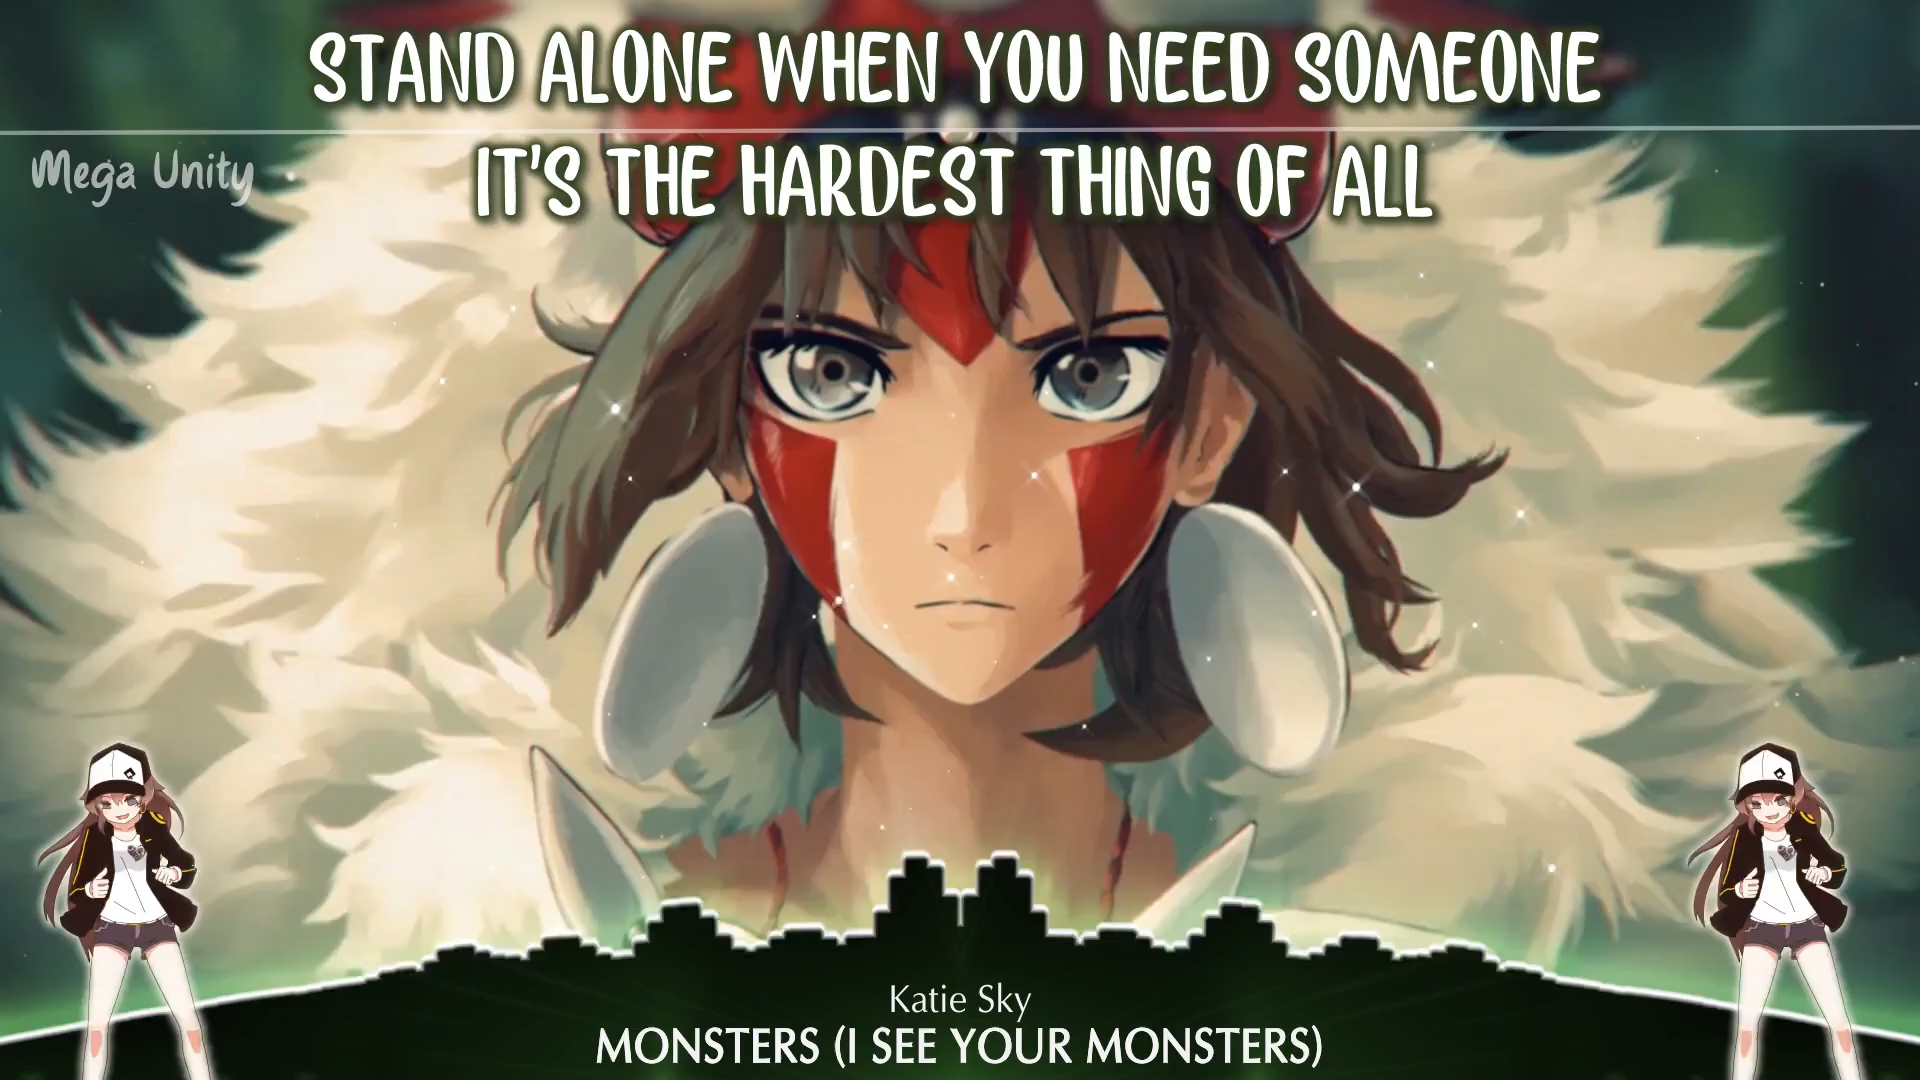 STAND ALONE WHEN YOU NEED SOMEONE
IT'S THE HARDEST THING OF ALL
Mega Unity
Katie Sky
MONSTERS (I SEE YOUR MONSTERS)